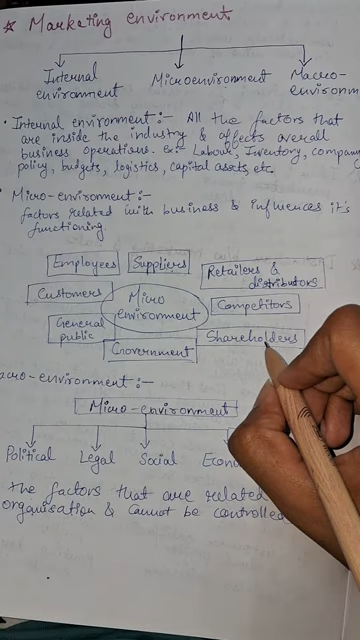 * Marketing environment
Internal environment
Microenvironment
Macro- environm
• Internal environment:- All the factors that
are inside the industry & affects overall
business operations. ex:- Labour, Inventory, company
policy, budgets, logistics, capital assets, etc.
• Micro-environment:-
factors related with business & influences it's
functioning.
Employees
Suppliers
Retailers & distributors
Customers
Micro environment
Competitors
General public
Shareholders
Government
acro-environment:-
Micro-environment
Political Legal Social Econo
The factors that are related
organisation & cannot be controlled